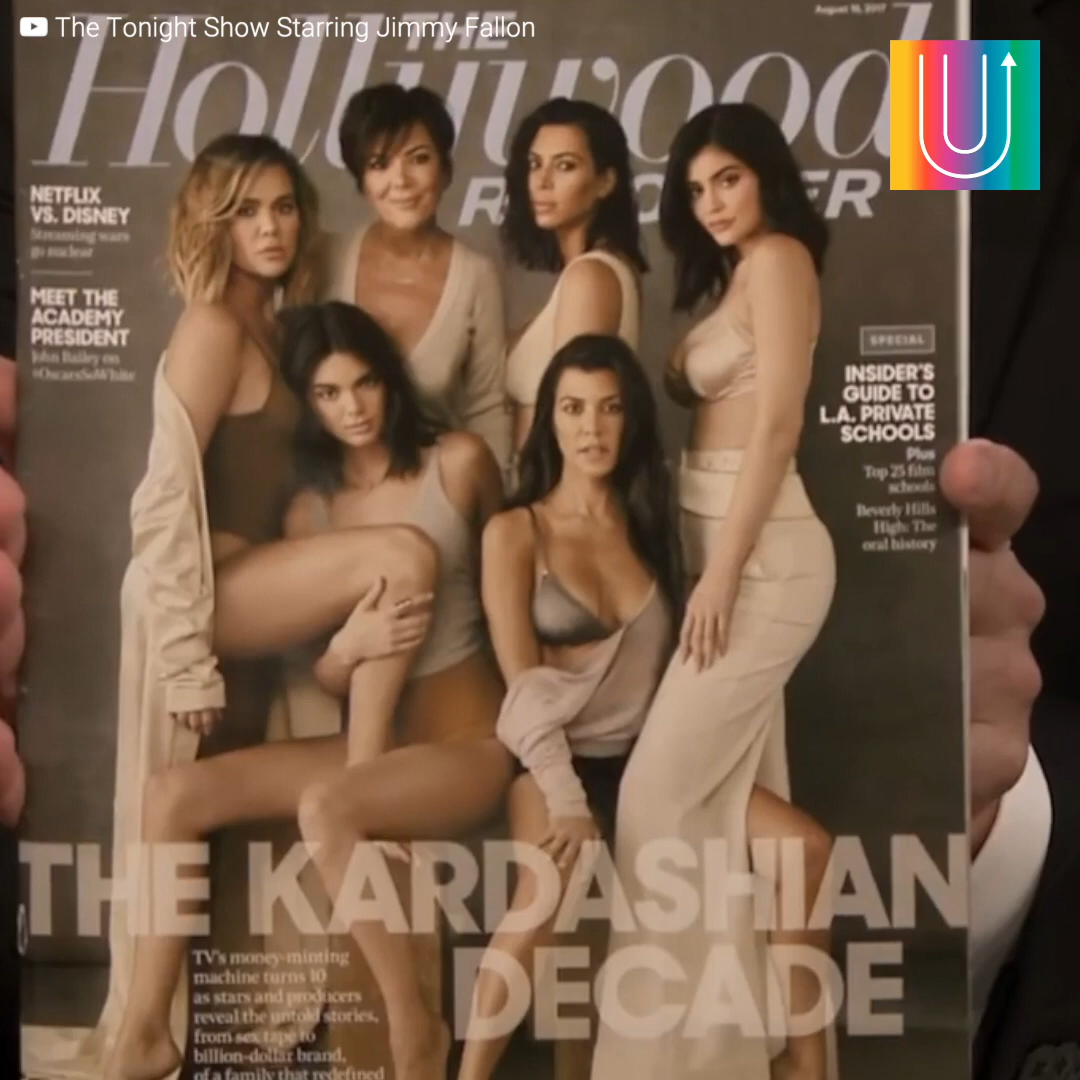 The Tonight Show Starring Jimmy Fallon
August 16, 2017
THE
Hollywood
REPORTER
NETFLIX
VS. DISNEY
Streaming wars
go nuclear
MEET THE
ACADEMY
PRESIDENT
John Bailey on
#OscarsSoWhite
SPECIAL
INSIDER'S
GUIDE TO
L.A. PRIVATE
SCHOOLS
Plus
Top 25 film
schools
Beverly Hills
High: The
oral history
THE KARDASHIAN
DECADE
TV's money-minting
machine turns 10
as stars and producers
reveal the untold stories,
from sex tape to
billion-dollar brand,
of a family that redefined